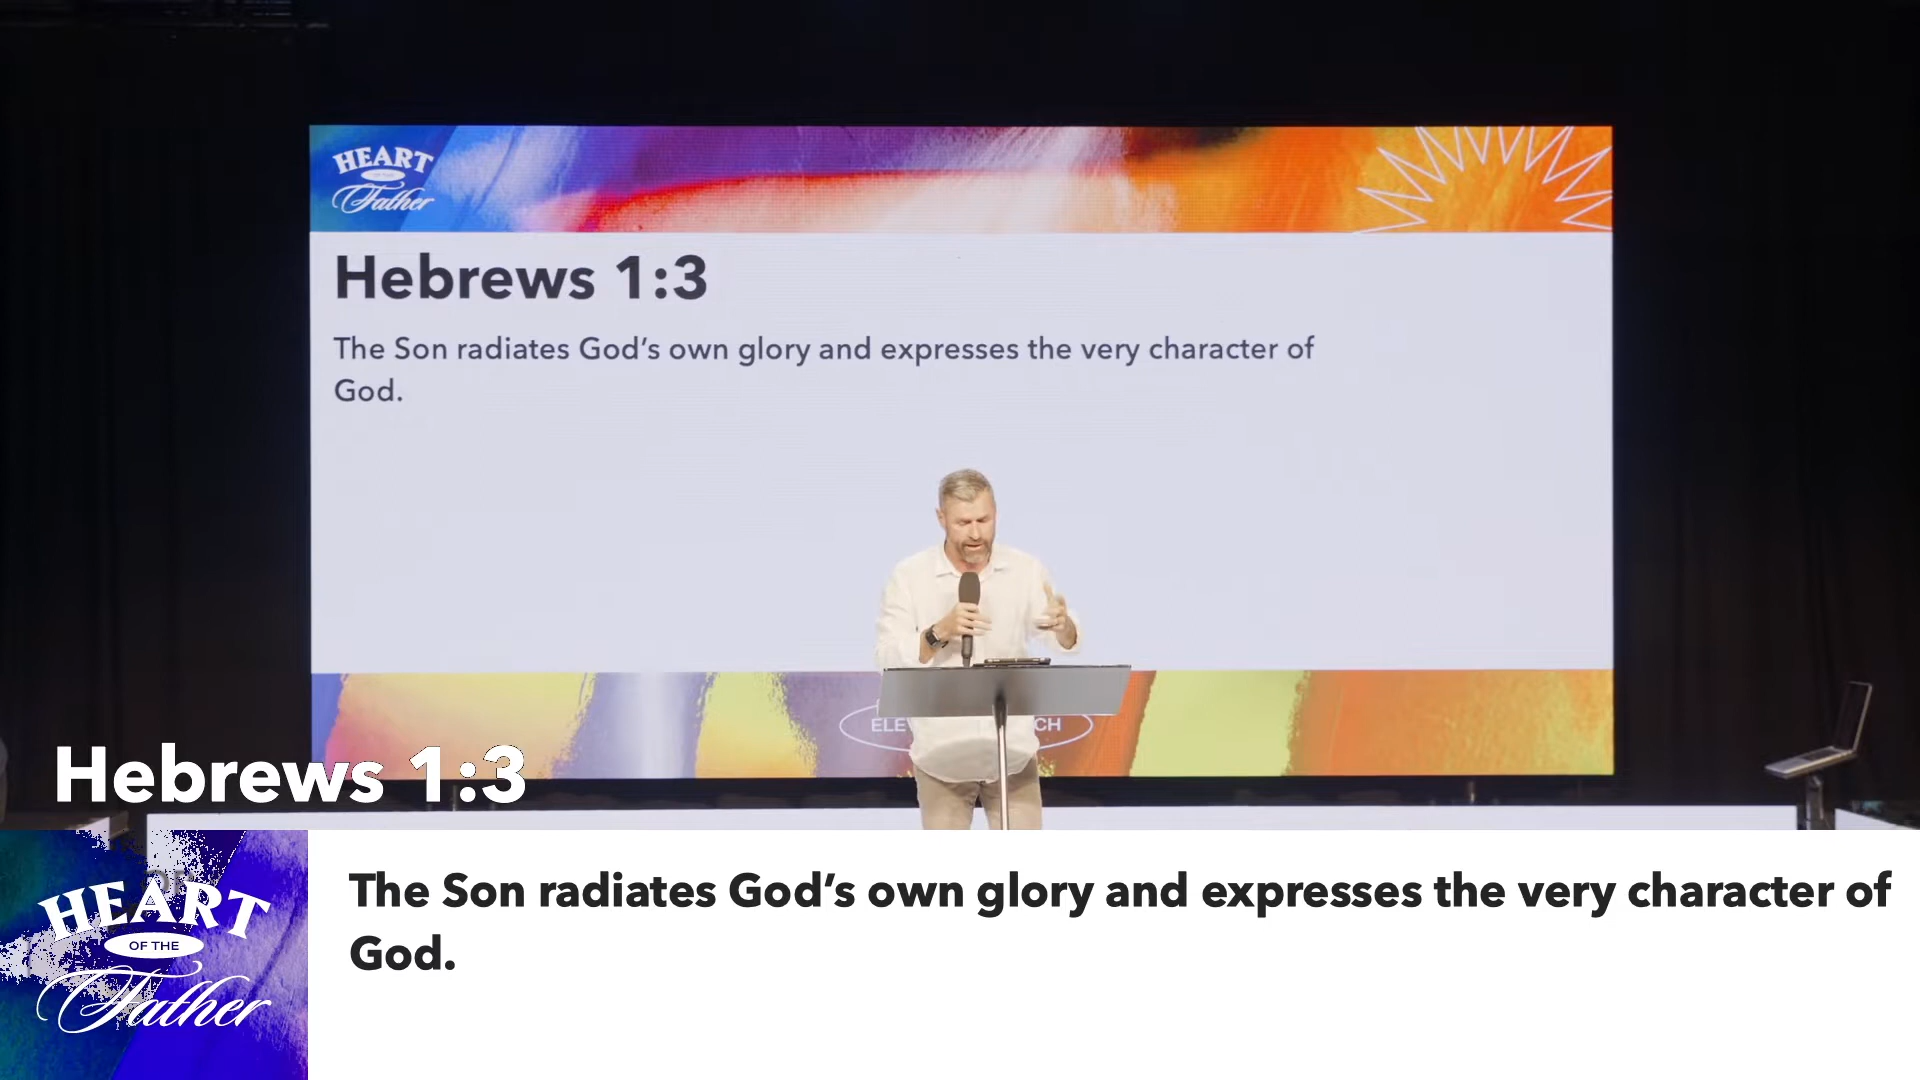 HEART
Father
Hebrews 1:3
The Son radiates God's own glory and expresses the very character of
God.
ELE
CH
Hebrews 1:3
HEART
OF THE
Father
The Son radiates God's own glory and expresses the very character of
God.